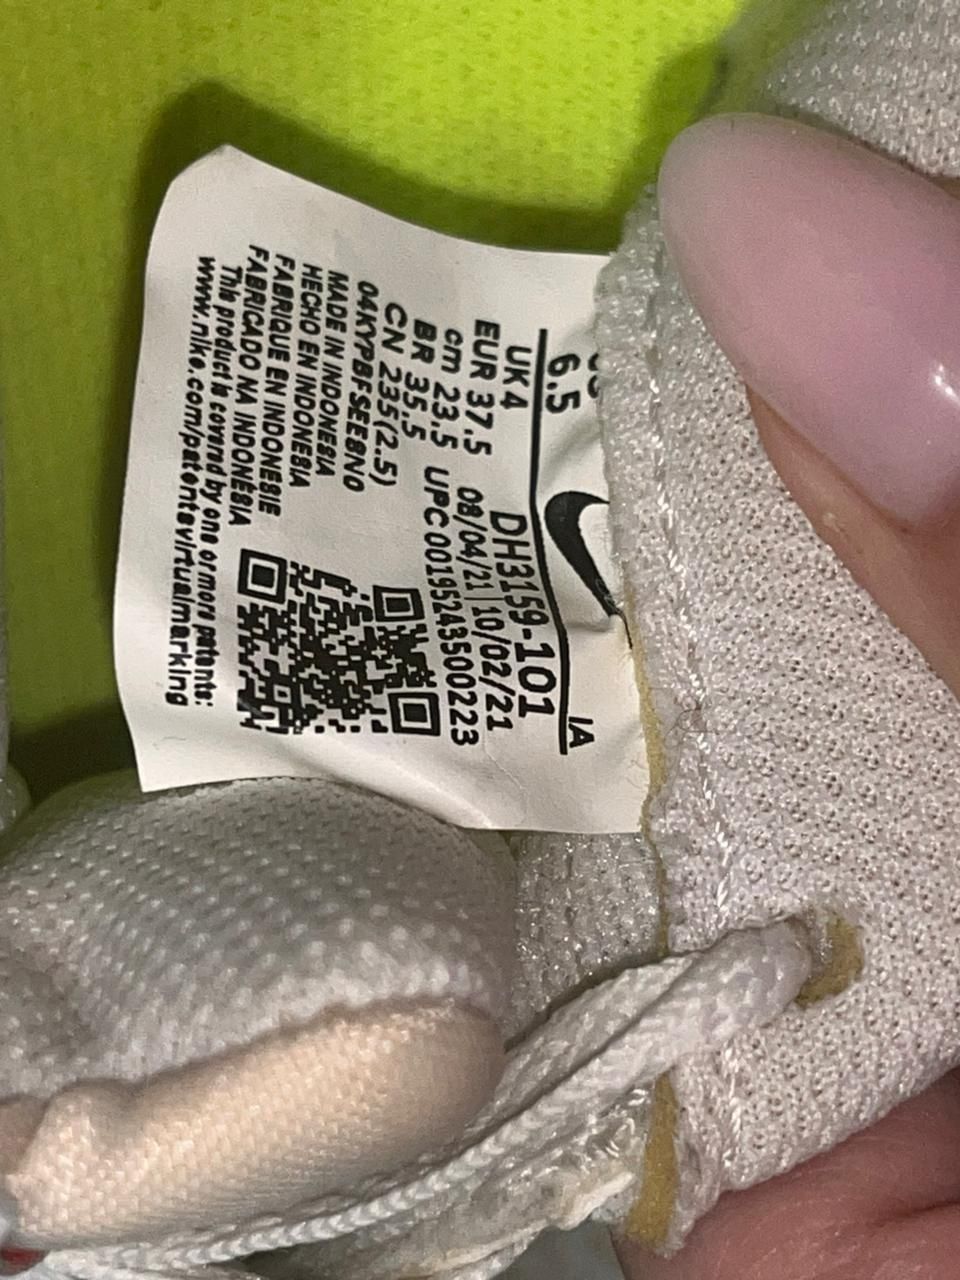 6.5
IA
UK 4
DH3159-101
EUR 37.5
08/04/21 10/02/21
cm 23.5
UPC 00195243500223
BR 35.5
CN 235(2.5)
MADE IN INDONESIA
HECHO EN INDONESIA
FABRIQUE EN INDONESIE
FABRICADO NA INDONÉSIA
This product is covered by one or more patents:
www.nike.com/patentsvirtualmarking